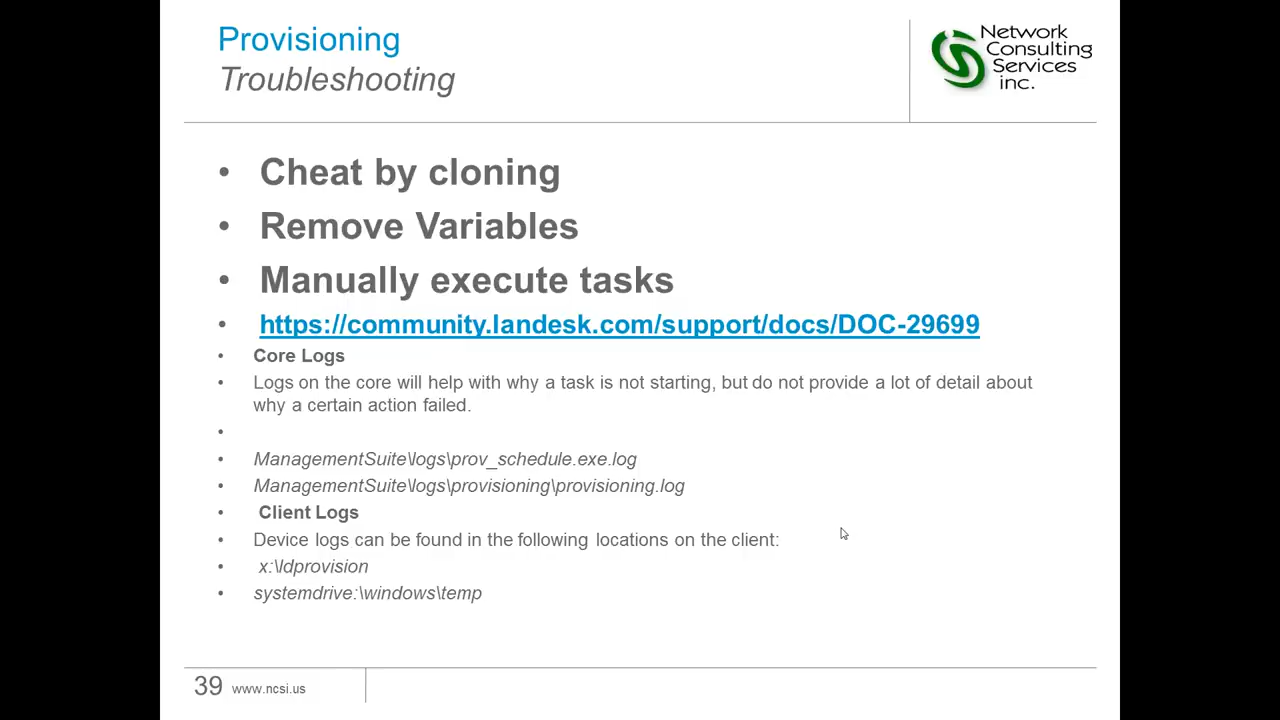 Provisioning
Troubleshooting
Network
Consulting
Services
inc.
• Cheat by cloning
• Remove Variables
• Manually execute tasks
• https://community.landesk.com/support/docs/DOC-29699
• Core Logs
• Logs on the core will help with why a task is not starting, but do not provide a lot of detail about
why a certain action failed.
•
• ManagementSuite\logs\prov_schedule.exe.log
• ManagementSuite\logs\provisioning\provisioning.log
• Client Logs
• Device logs can be found in the following locations on the client:
• x:\ldprovision
• systemdrive:\windows\temp
39 www.ncsi.us